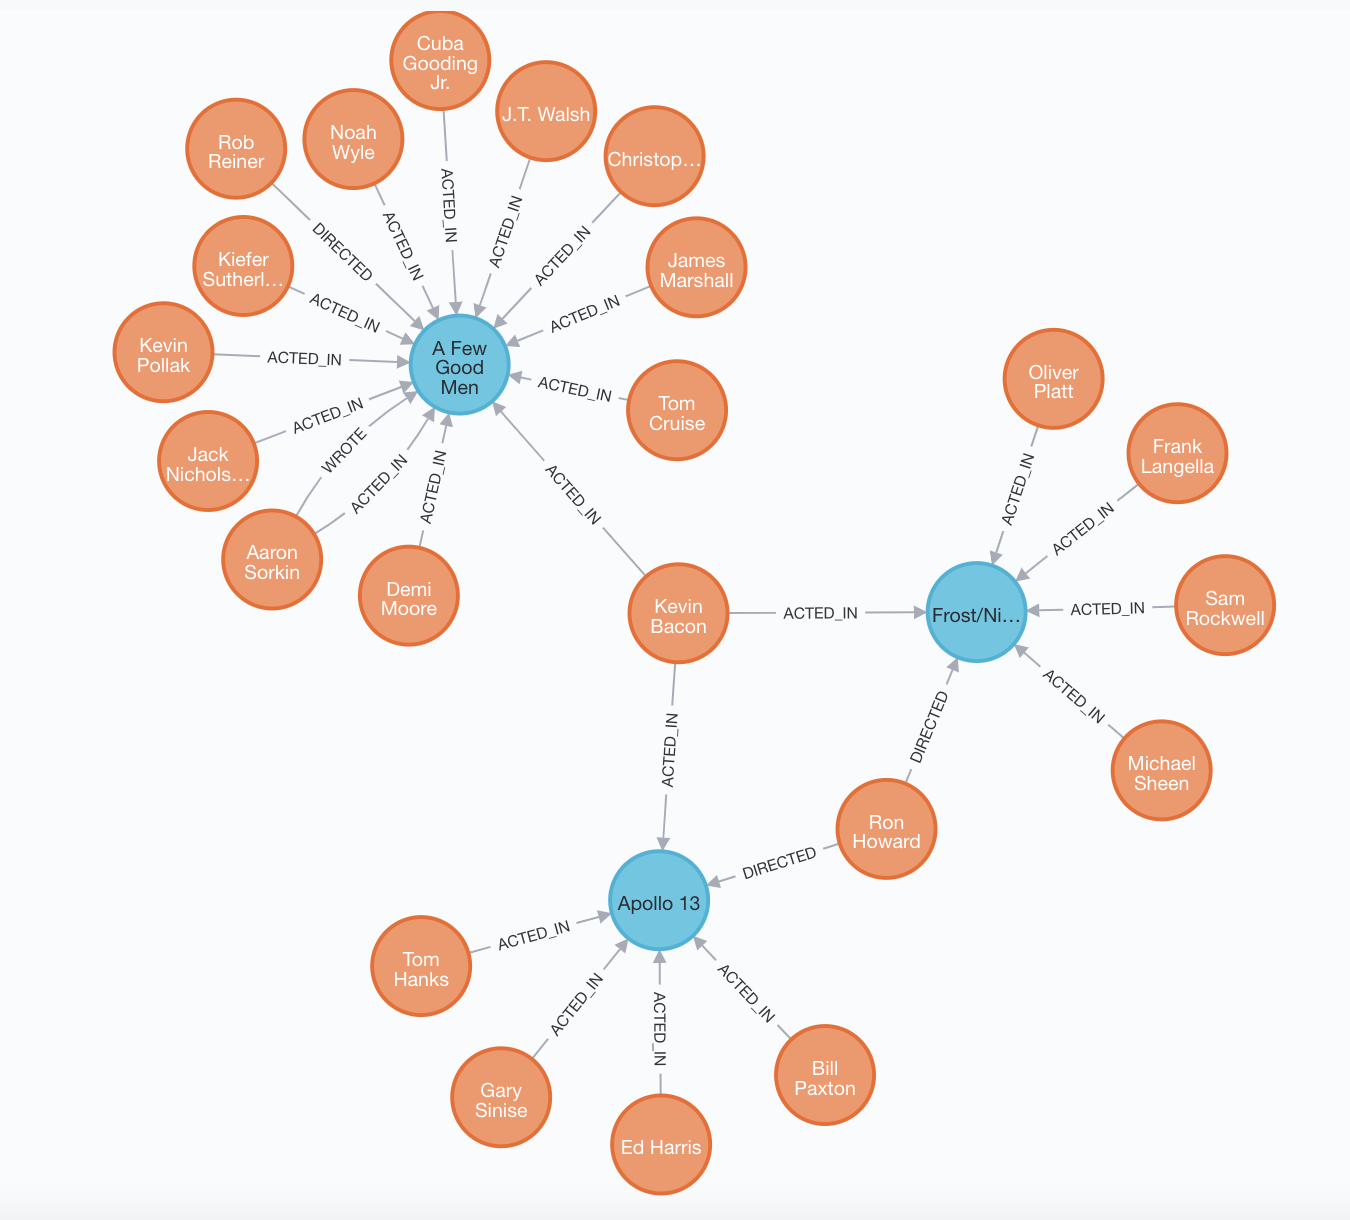 Cuba
Gooding
Jr.
J.T. Walsh
Noah
Wyle
Rob
Reiner
Christop...
ACTED_IN
ACTED_IN
ACTED_IN
DIRECTED
ACTED_IN
Kiefer
Sutherl...
James
Marshall
ACTED_IN
ACTED_IN
Kevin
Pollak
ACTED_IN
A Few
Good
Men
ACTED_IN
Tom
Cruise
Oliver
Platt
ACTED_IN
Jack
Nichols...
WROTE
ACTED_IN
ACTED_IN
ACTED_IN
Frank
Langella
ACTED_IN
ACTED_IN
Aaron
Sorkin
Demi
Moore
Kevin
Bacon
ACTED_IN
Frost/Ni...
ACTED_IN
Sam
Rockwell
ACTED_IN
DIRECTED
ACTED_IN
Michael
Sheen
Ron
Howard
DIRECTED
Apollo 13
ACTED_IN
Tom
Hanks
ACTED_IN
ACTED_IN
ACTED_IN
Gary
Sinise
Ed Harris
Bill
Paxton